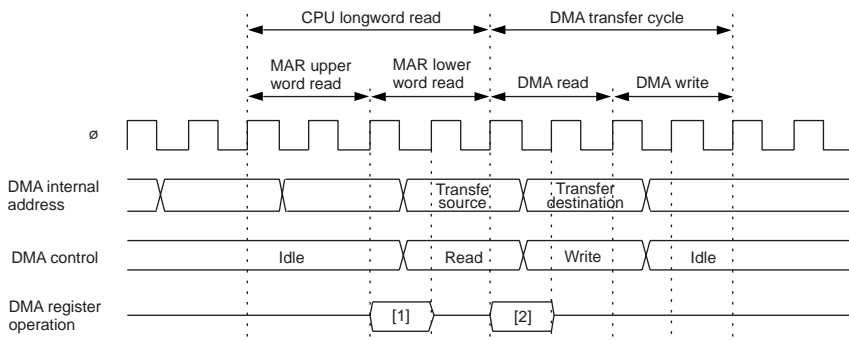 CPU longword read
DMA transfer cycle
MAR upper
word read
MAR lower
word read
DMA read
DMA write
ø
DMA internal
address
Transfe
source
Transfer
destination
DMA control
Idle
Read
Write
Idle
DMA register
operation
[1]
[2]